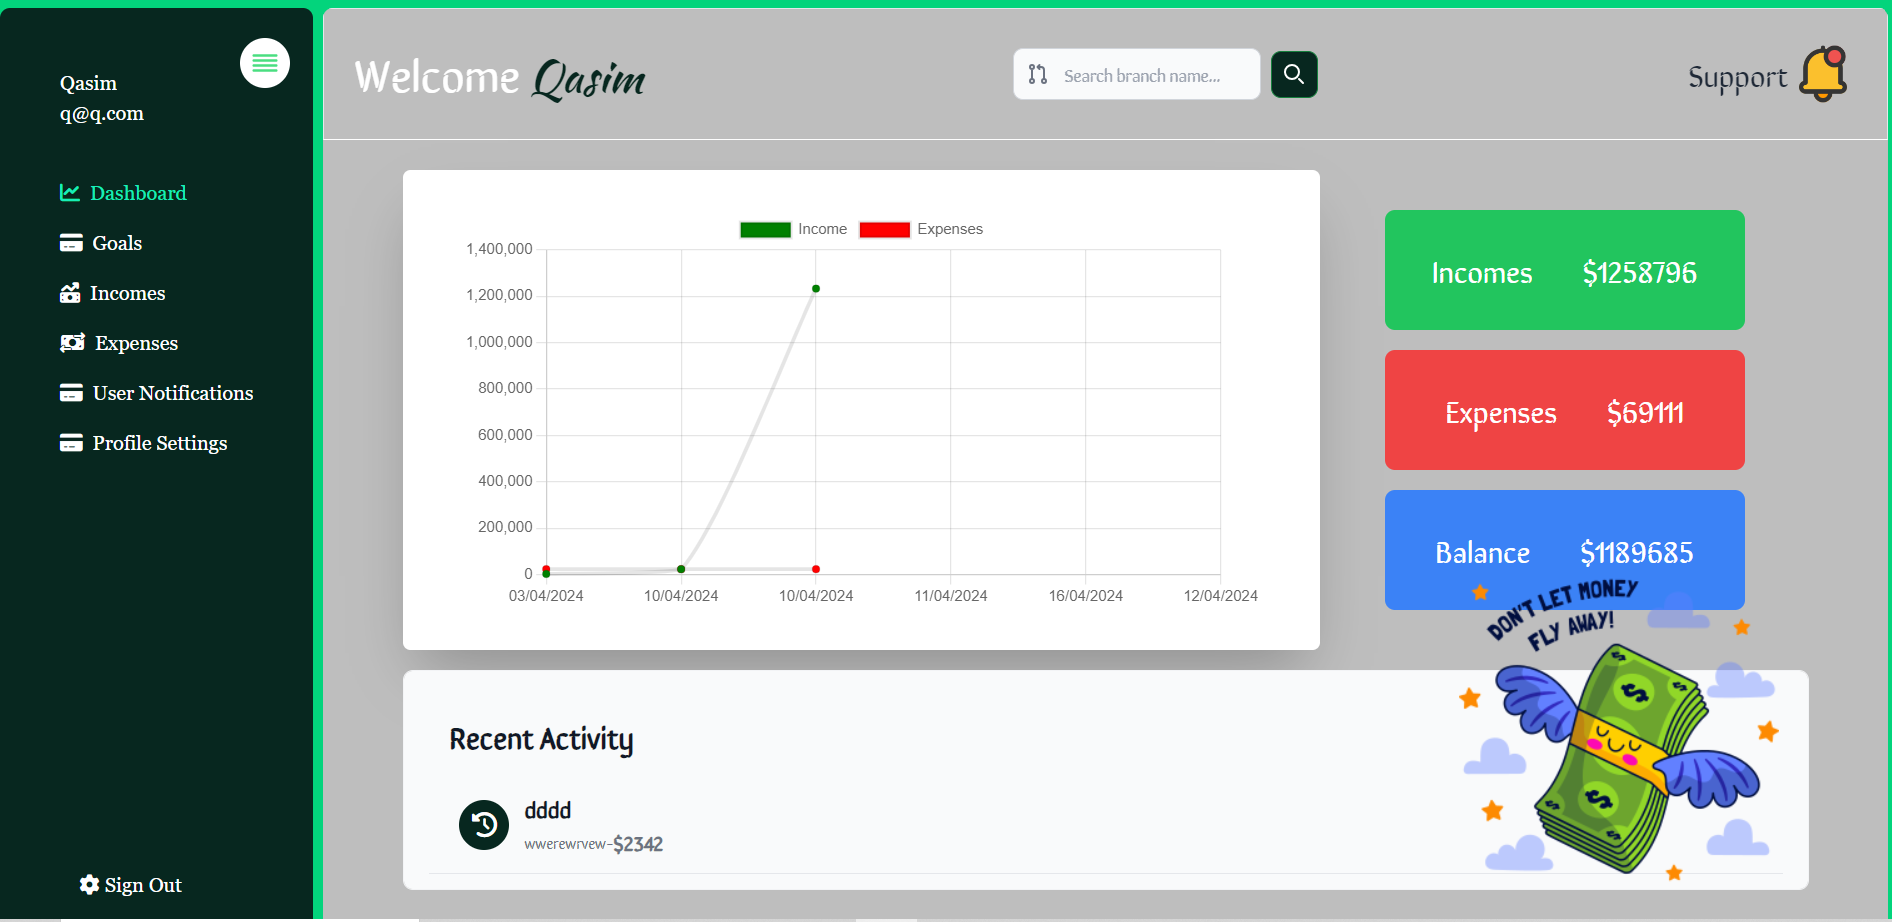 Qasim
q@q.com
Dashboard
Goals
Incomes
Expenses
User Notifications
Profile Settings
Sign Out
Welcome Qasim
Search branch name...
Support
Income Expenses
1,400,000
1,200,000
1,000,000
800,000
600,000
400,000
200,000
0
03/04/2024 10/04/2024 10/04/2024 11/04/2024 16/04/2024 12/04/2024
Incomes $1258796
Expenses $69111
Balance $1189685
DON'T LET MONEY
FLY AWAY!
Recent Activity
dddd
wwerewrvew-$2342